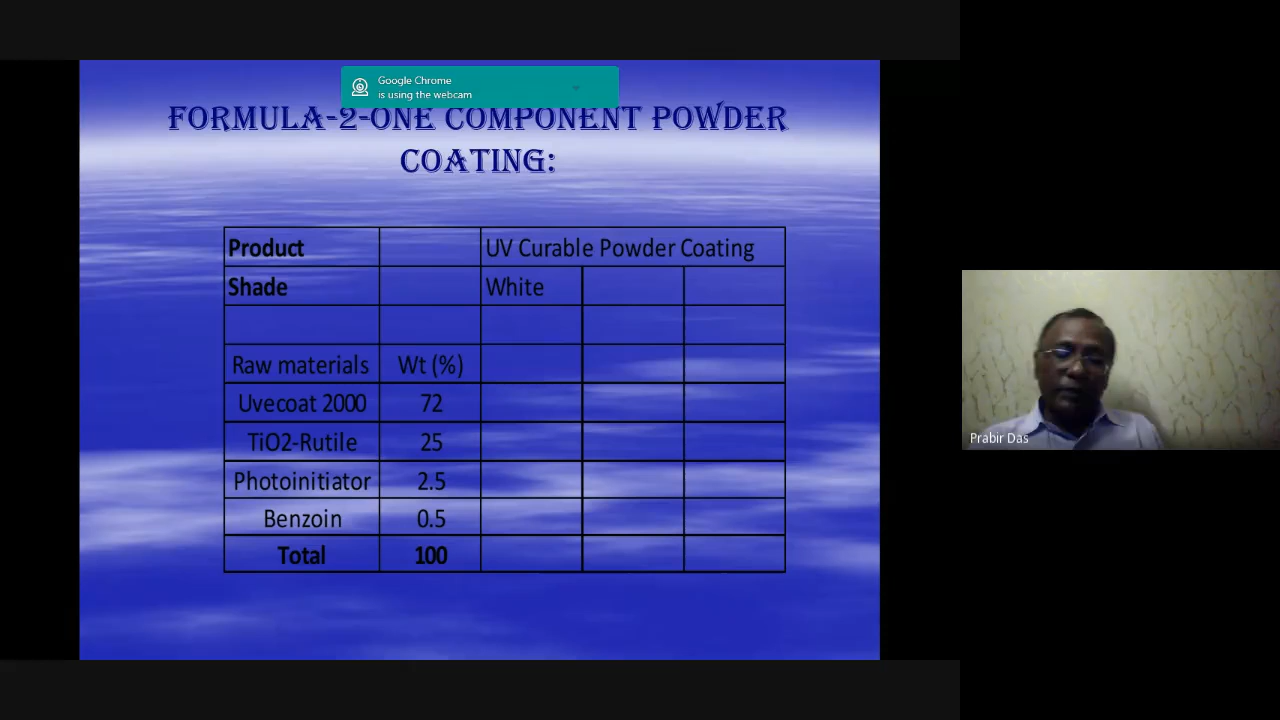 Google Chrome
is using the webcam
FORMULA-2-ONE COMPONENT POWDER
COATING:
Product UV Curable Powder Coating
Shade White
Raw materials Wt (%)
Uvecoat 2000 72
TiO2-Rutile 25
Photoinitiator 2.5
Benzoin 0.5
Total 100
Prabir Das